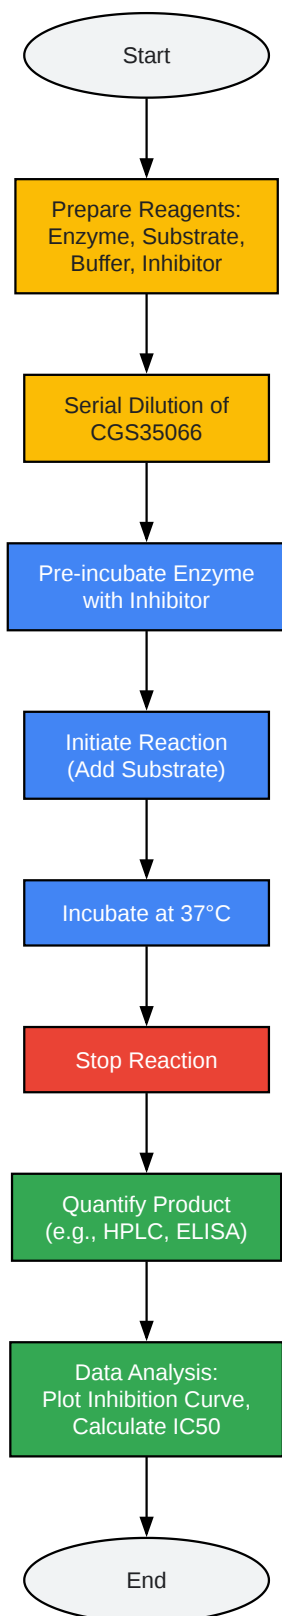 Start
Prepare Reagents:
Enzyme, Substrate,
Buffer, Inhibitor
Serial Dilution of
CGS35066
Pre-incubate Enzyme
with Inhibitor
Initiate Reaction
(Add Substrate)
Incubate at 37°C
Stop Reaction
Quantify Product
(e.g., HPLC, ELISA)
Data Analysis:
Plot Inhibition Curve,
Calculate IC50
End